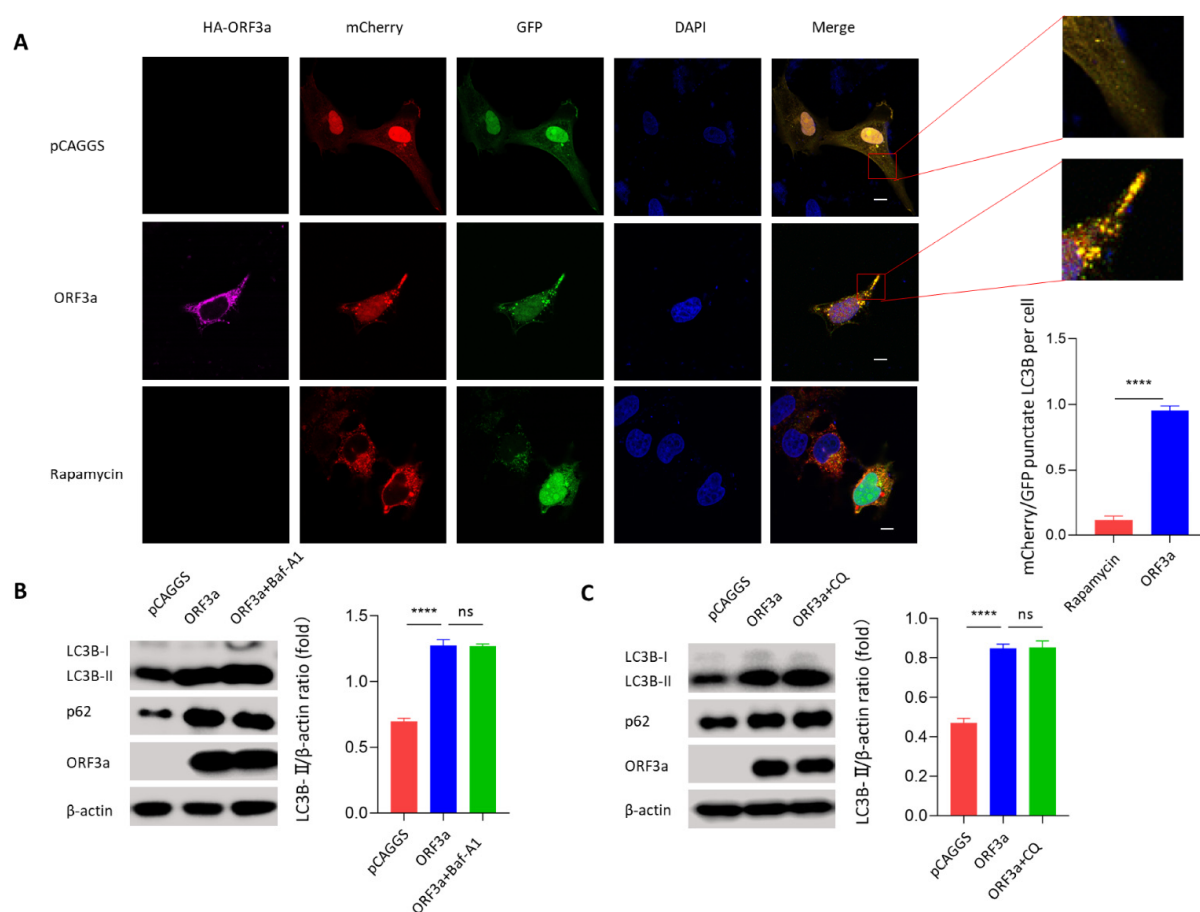 A
HA-ORF3a mCherry GFP DAPI Merge
pCAGGS
ORF3a
Rapamycin
mCherry/GFP punctate LC3B per cell
1.5
1.0
0.5
0.0
****
Rapamycin
ORF3a
B
pCAGGS
ORF3a
ORF3a+Baf-A1
LC3B-I
LC3B-II
p62
ORF3a
β-actin
LC3B-Ⅱ/β-actin ratio (fold)
1.5
1.0
0.5
0.0
**** ns
pCAGGS
ORF3a
ORF3a+Baf-A1
C
pCAGGS
ORF3a
ORF3a+CQ
LC3B-I
LC3B-II
p62
ORF3a
β-actin
LC3B-Ⅱ/β-actin ratio (fold)
1.0
0.8
0.6
0.4
0.2
0.0
**** ns
pCAGGS
ORF3a
ORF3a+CQ